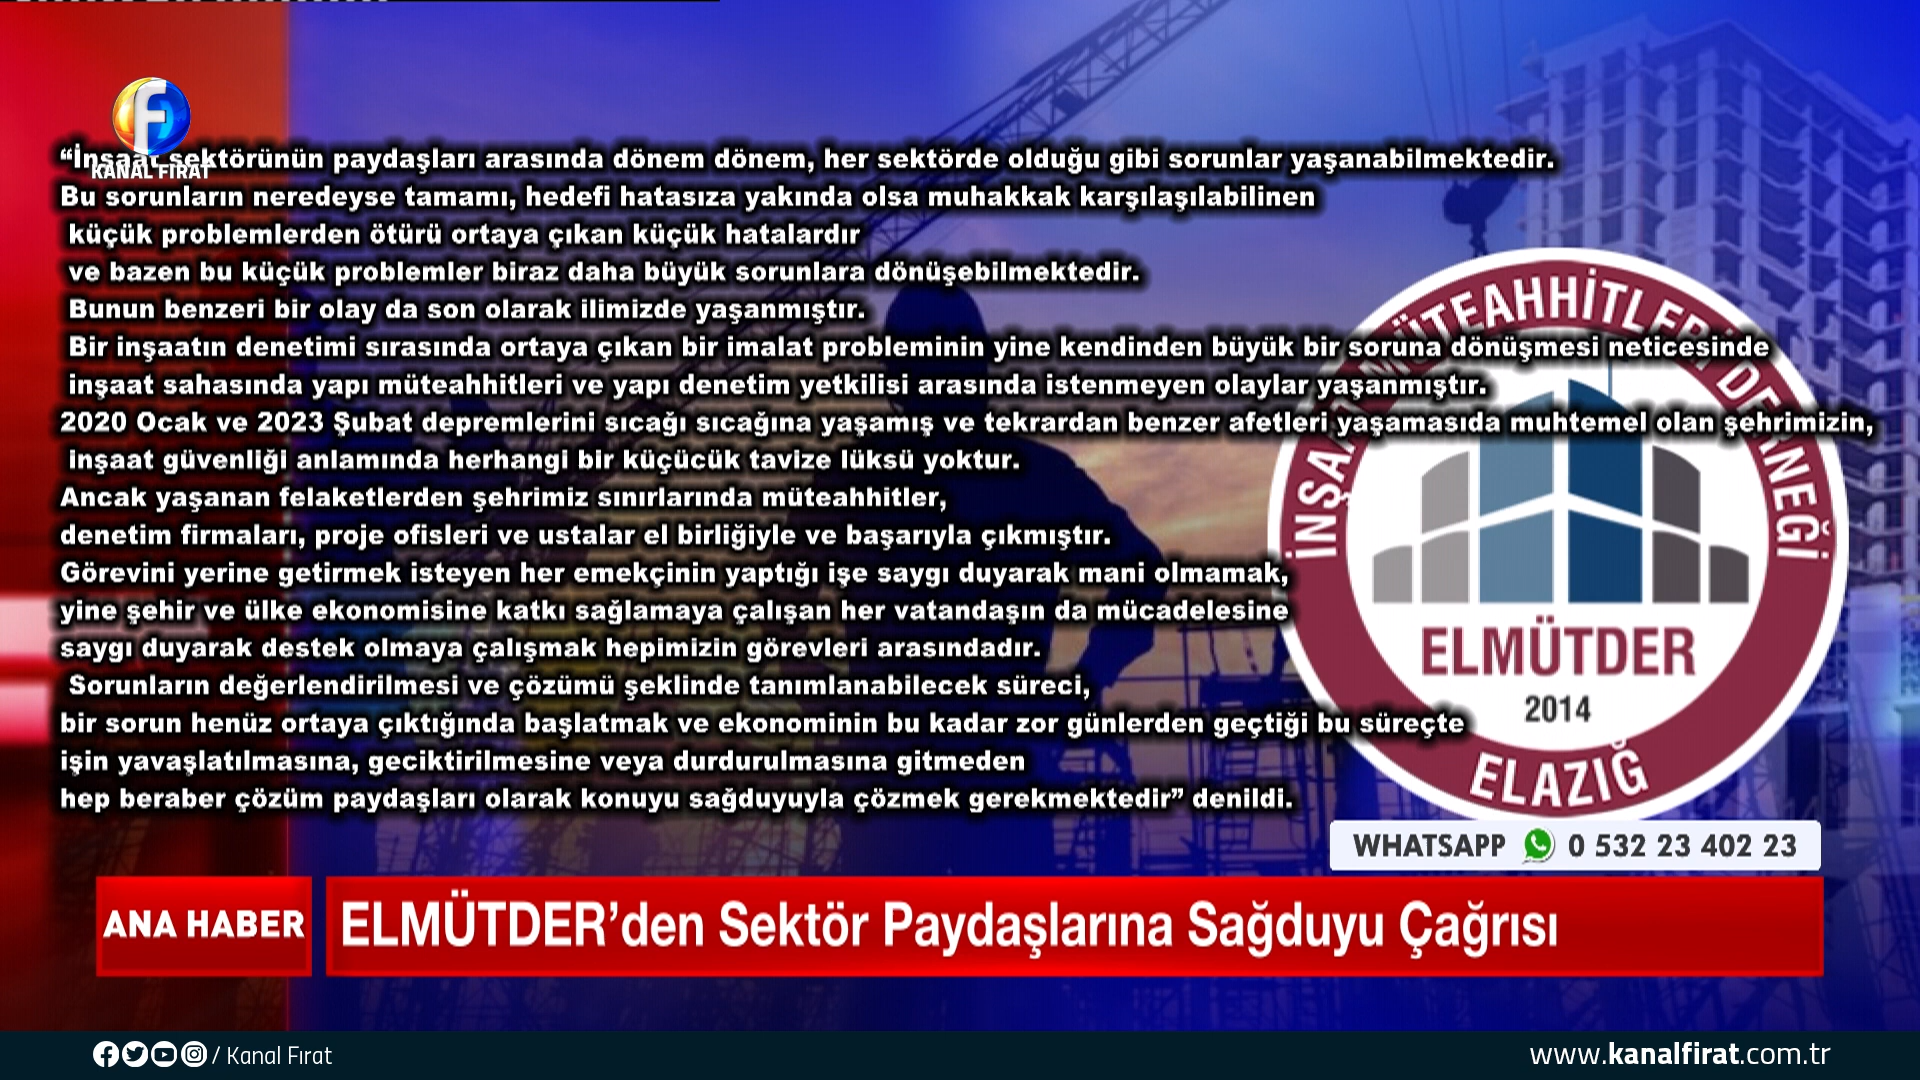 KANAL FIRAT
“İnşaat sektörünün paydaşları arasında dönem dönem, her sektörde olduğu gibi sorunlar yaşanabilmektedir.
Bu sorunların neredeyse tamamı, hedefi hatasıza yakında olsa muhakkak karşılaşılabilinen
küçük problemlerden ötürü ortaya çıkan küçük hatalardır
ve bazen bu küçük problemler biraz daha büyük sorunlara dönüşebilmektedir.
Bunun benzeri bir olay da son olarak ilimizde yaşanmıştır.
Bir inşaatın denetimi sırasında ortaya çıkan bir imalat probleminin yine kendinden büyük bir soruna dönüşmesi neticesinde
inşaat sahasında yapı müteahhitleri ve yapı denetim yetkilisi arasında istenmeyen olaylar yaşanmıştır.
2020 Ocak ve 2023 Şubat depremlerini sıcağı sıcağına yaşamış ve tekrardan benzer afetleri yaşamasıda muhtemel olan şehrimizin,
inşaat güvenliği anlamında herhangi bir küçücük tavize lüksü yoktur.
Ancak yaşanan felaketlerden şehrimiz sınırlarında müteahhitler,
denetim firmaları, proje ofisleri ve ustalar el birliğiyle ve başarıyla çıkmıştır.
Görevini yerine getirmek isteyen her emekçinin yaptığı işe saygı duyarak mani olmamak,
yine şehir ve ülke ekonomisine katkı sağlamaya çalışan her vatandaşın da mücadelesine
saygı duyarak destek olmaya çalışmak hepimizin görevleri arasındadır.
Sorunların değerlendirilmesi ve çözümü şeklinde tanımlanabilecek süreci,
bir sorun henüz ortaya çıktığında başlatmak ve ekonominin bu kadar zor günlerden geçtiği bu süreçte
işin yavaşlatılmasına, geciktirilmesine veya durdurulmasına gitmeden
hep beraber çözüm paydaşları olarak konuyu sağduyuyla çözmek gerekmektedir” denildi.
İNŞAAT MÜTEAHHİTLERİ DERNEĞİ
ELMÜTDER
2014
ELAZIĞ
WHATSAPP 0 532 23 402 23
ANA HABER
ELMÜTDER’den Sektör Paydaşlarına Sağduyu Çağrısı
/ Kanal Fırat
www.kanalfirat.com.tr